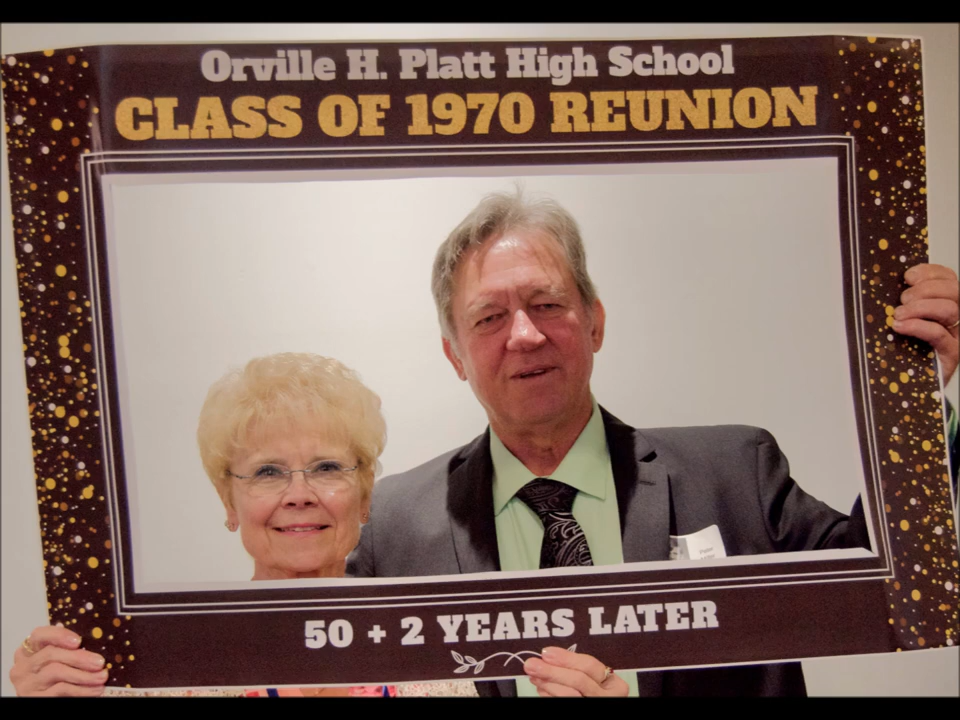 Orville H. Platt High School
CLASS OF 1970 REUNION
50 + 2 YEARS LATER